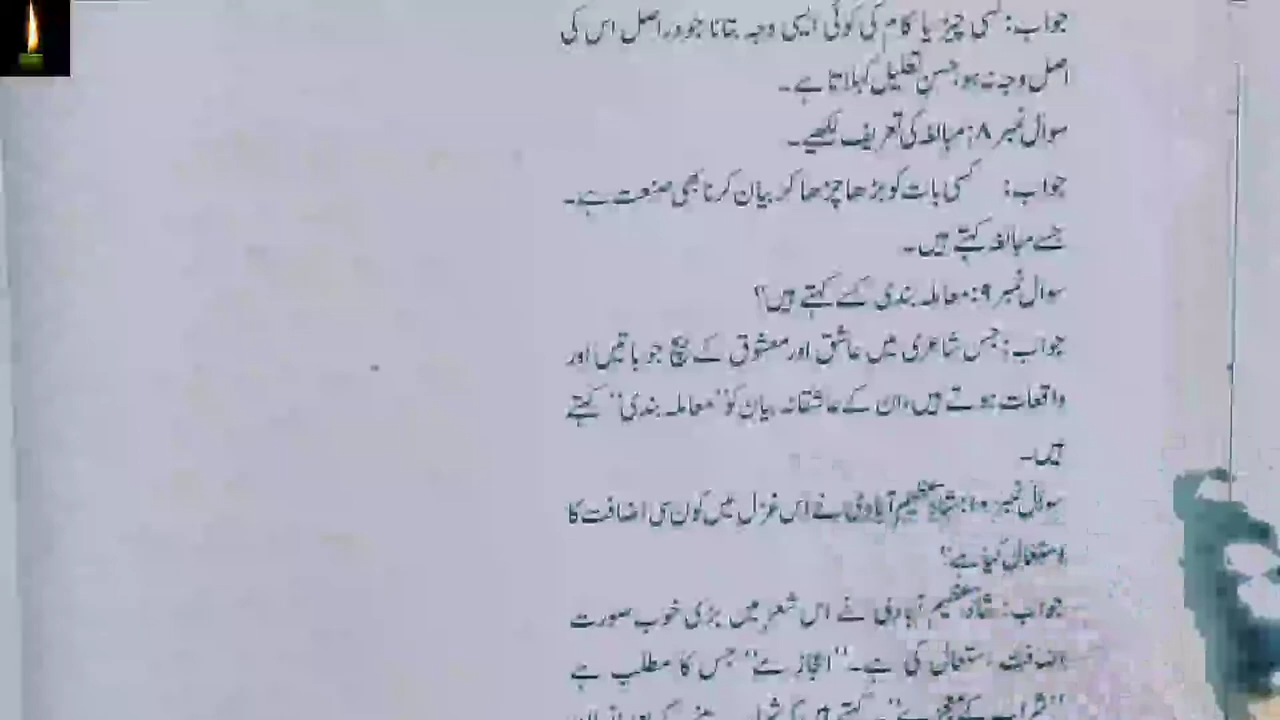 جواب: کسی چیز یا کام کی کوئی ایسی وجہ بتانا جو دراصل اس کی
اصل وجہ نہ ہو، حسن تعلیل کہلاتا ہے۔
سوال نمبر ۸: مبالغہ کی تعریف لکھیے۔
جواب: کسی بات کو بڑھا چڑھا کر بیان کرنا بھی صنعت ہے۔
جسے مبالغہ کہتے ہیں۔
سوال نمبر ۹: معاملہ بندی کسے کہتے ہیں؟
جواب: جس شاعری میں عاشق اور معشوق کے بیچ جو باتیں اور
واقعات ہوتے ہیں، ان کے عاشقانہ بیان کو ”معاملہ بندی“ کہتے
ہیں۔
سوال نمبر ۱۰: شاد عظیم آبادی نے اس غزل میں کون سی اضافت کا
استعمال کیا ہے؟
جواب: شاد عظیم آبادی نے اس شعر میں بڑی خوب صورت
اضافت استعمال کی ہے۔ ”اعجاز مے“ جس کا مطلب ہے